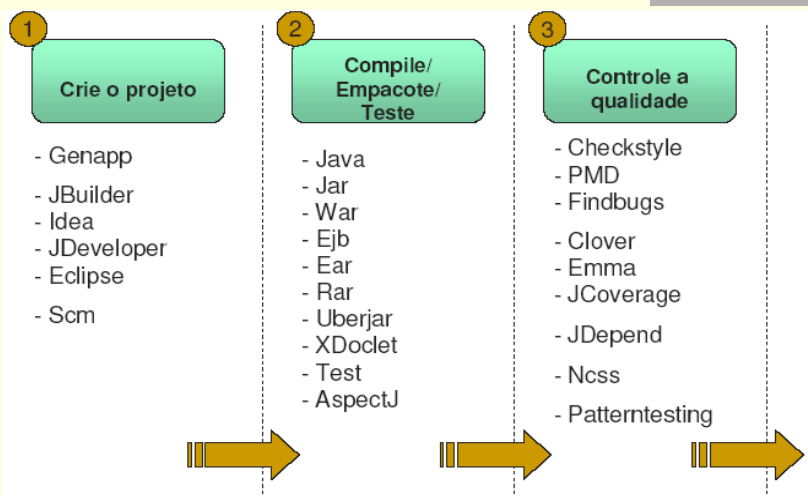 1
Crie o projeto
- Genapp
- JBuilder
- Idea
- JDeveloper
- Eclipse
- Scm
2
Compile/
Empacote/
Teste
- Java
- Jar
- War
- Ejb
- Ear
- Rar
- Uberjar
- XDoclet
- Test
- AspectJ
3
Controle a
qualidade
- Checkstyle
- PMD
- Findbugs
- Clover
- Emma
- JCoverage
- JDepend
- Ncss
- Patterntesting